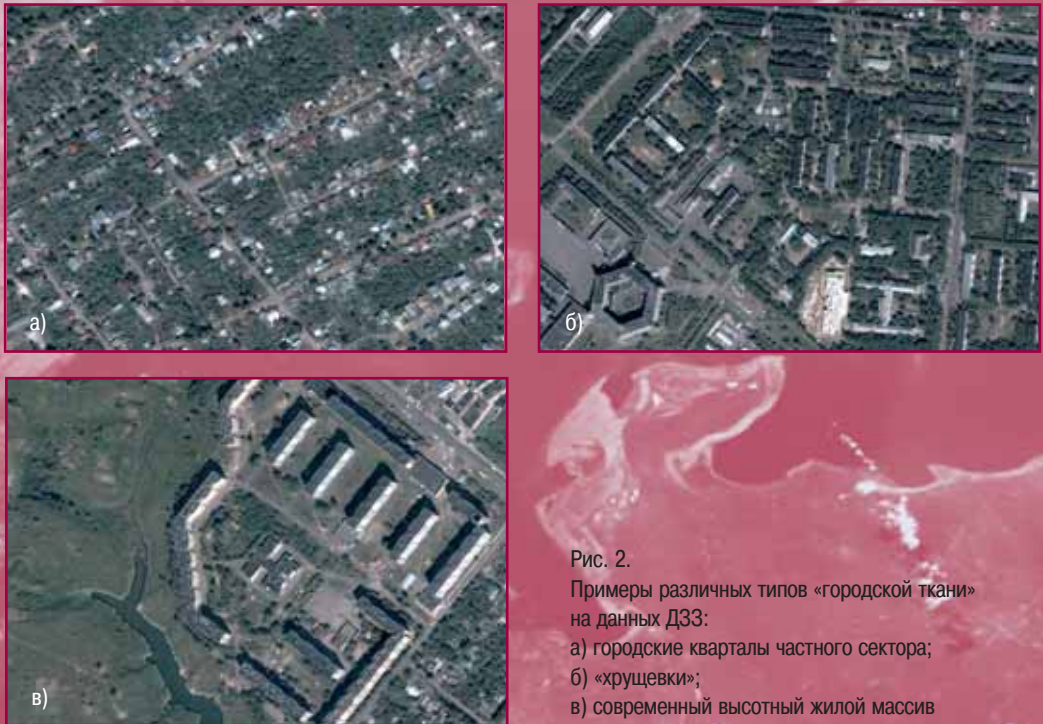 а)
б)
в)
Рис. 2.
Примеры различных типов «городской ткани»
на данных ДЗЗ:
а) городские кварталы частного сектора;
б) «хрущевки»;
в) современный высотный жилой массив